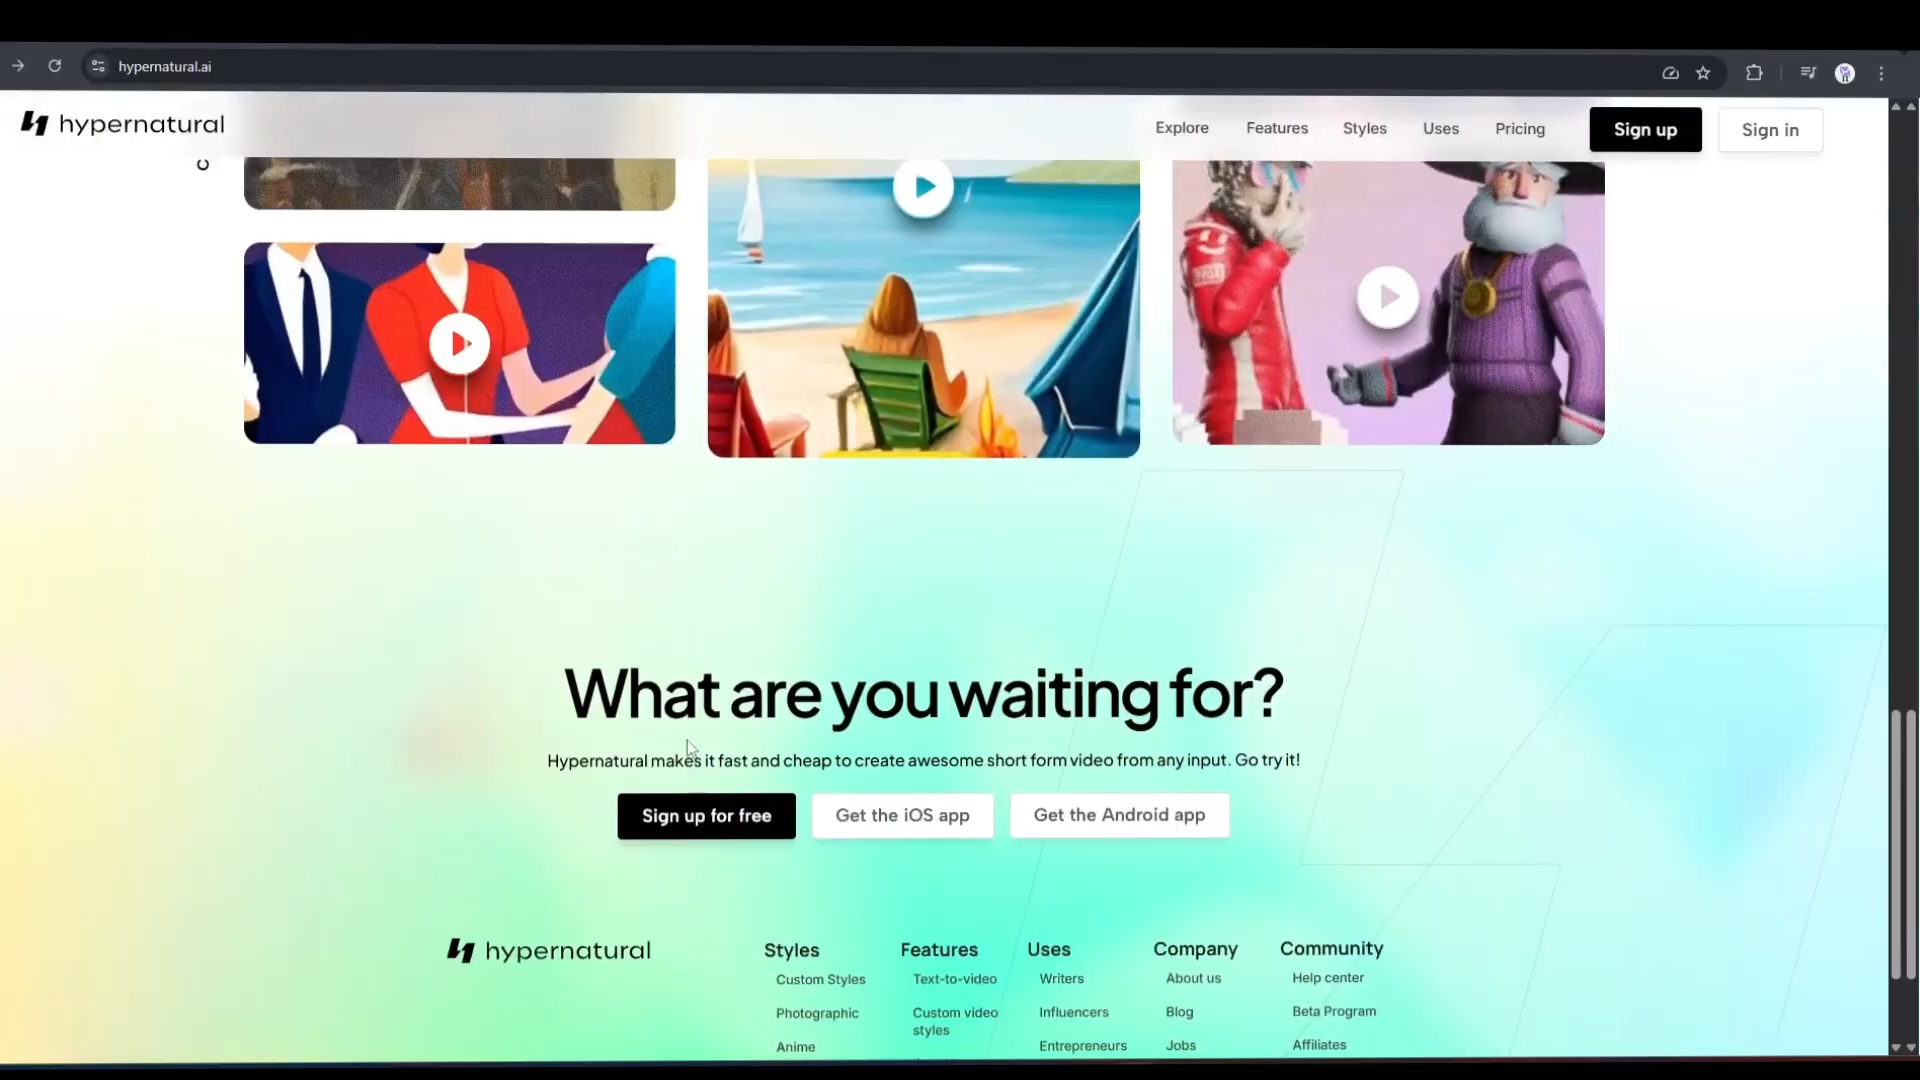 hypernatural.ai
hypernatural
Explore
Features
Styles
Uses
Pricing
Sign up
Sign in
What are you waiting for?
Hypernatural makes it fast and cheap to create awesome short form video from any input. Go try it!
Sign up for free
Get the iOS app
Get the Android app
hypernatural
Styles
Custom Styles
Photographic
Anime
Features
Text-to-video
Custom video
styles
Uses
Writers
Influencers
Entrepreneurs
Company
About us
Blog
Jobs
Community
Help center
Beta Program
Affiliates